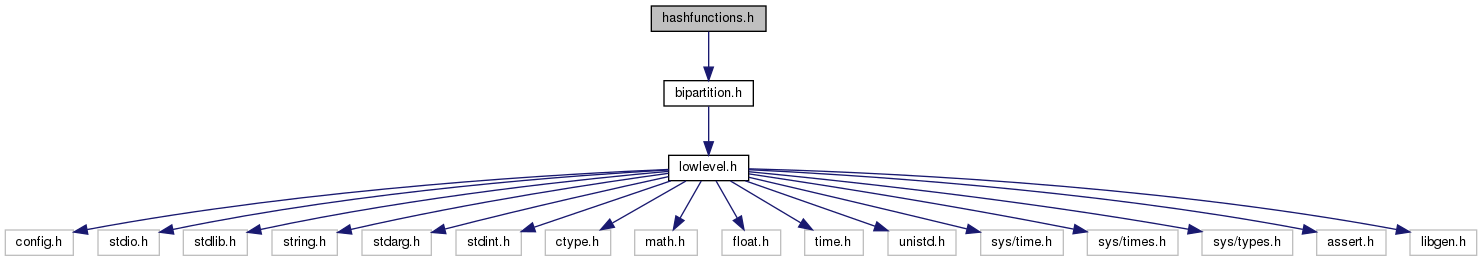 hashfunctions.h
bipartition.h
lowlevel.h
config.h
stdio.h
stdlib.h
string.h
stdarg.h
stdint.h
ctype.h
math.h
float.h
time.h
unistd.h
sys/time.h
sys/times.h
sys/types.h
assert.h
libgen.h